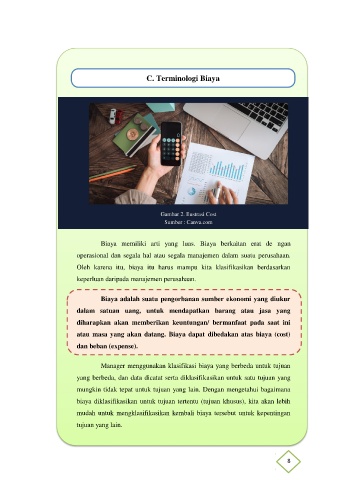 C. Terminologi Biaya
Gambar 2. Ilustrasi Cost
Sumber : Canva.com
Biaya memiliki arti yang luas. Biaya berkaitan erat de ngan
operasional dan segala hal atau segala manajemen dalam suatu perusahaan.
Oleh karena itu, biaya itu harus mampu kita klasifikasikan berdasarkan
keperluan daripada manajemen perusahaan.
Biaya adalah suatu pengorbanan sumber ekonomi yang diukur
dalam satuan uang, untuk mendapatkan barang atau jasa yang
diharapkan akan memberikan keuntungan/ bermanfaat pada saat ini
atau masa yang akan datang. Biaya dapat dibedakan atas biaya (cost)
dan beban (expense).
Manager menggunakan klasifikasi biaya yang berbeda untuk tujuan
yang berbeda, dan data dicatat serta diklasifikasikan untuk satu tujuan yang
mungkin tidak tepat untuk tujuan yang lain. Dengan mengetahui bagaimana
biaya diklasifikasikan untuk tujuan tertentu (tujuan khusus), kita akan lebih
mudah untuk mengklasifikasikan kembali biaya tersebut untuk kepentingan
tujuan yang lain.
8